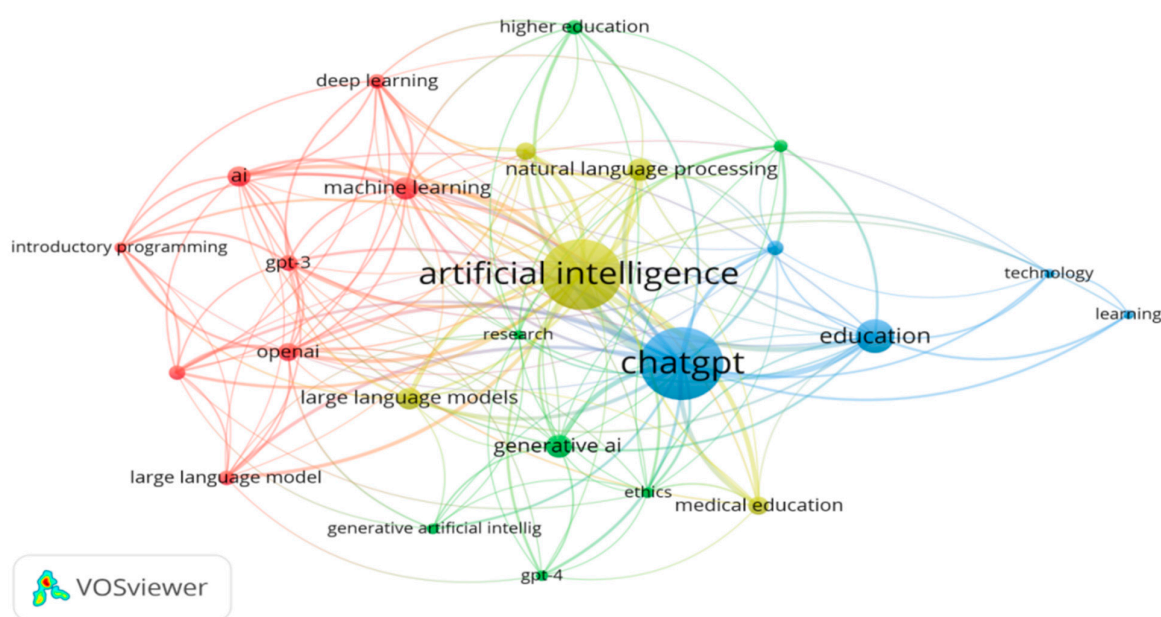 higher education
deep learning
natural language processing
ai
machine learning
introductory programming
gpt-3
artificial intelligence
technology
learning
research
education
openai
chatgpt
large language models
generative ai
large language model
ethics
medical education
generative artificial intellig
gpt-4
VOSviewer